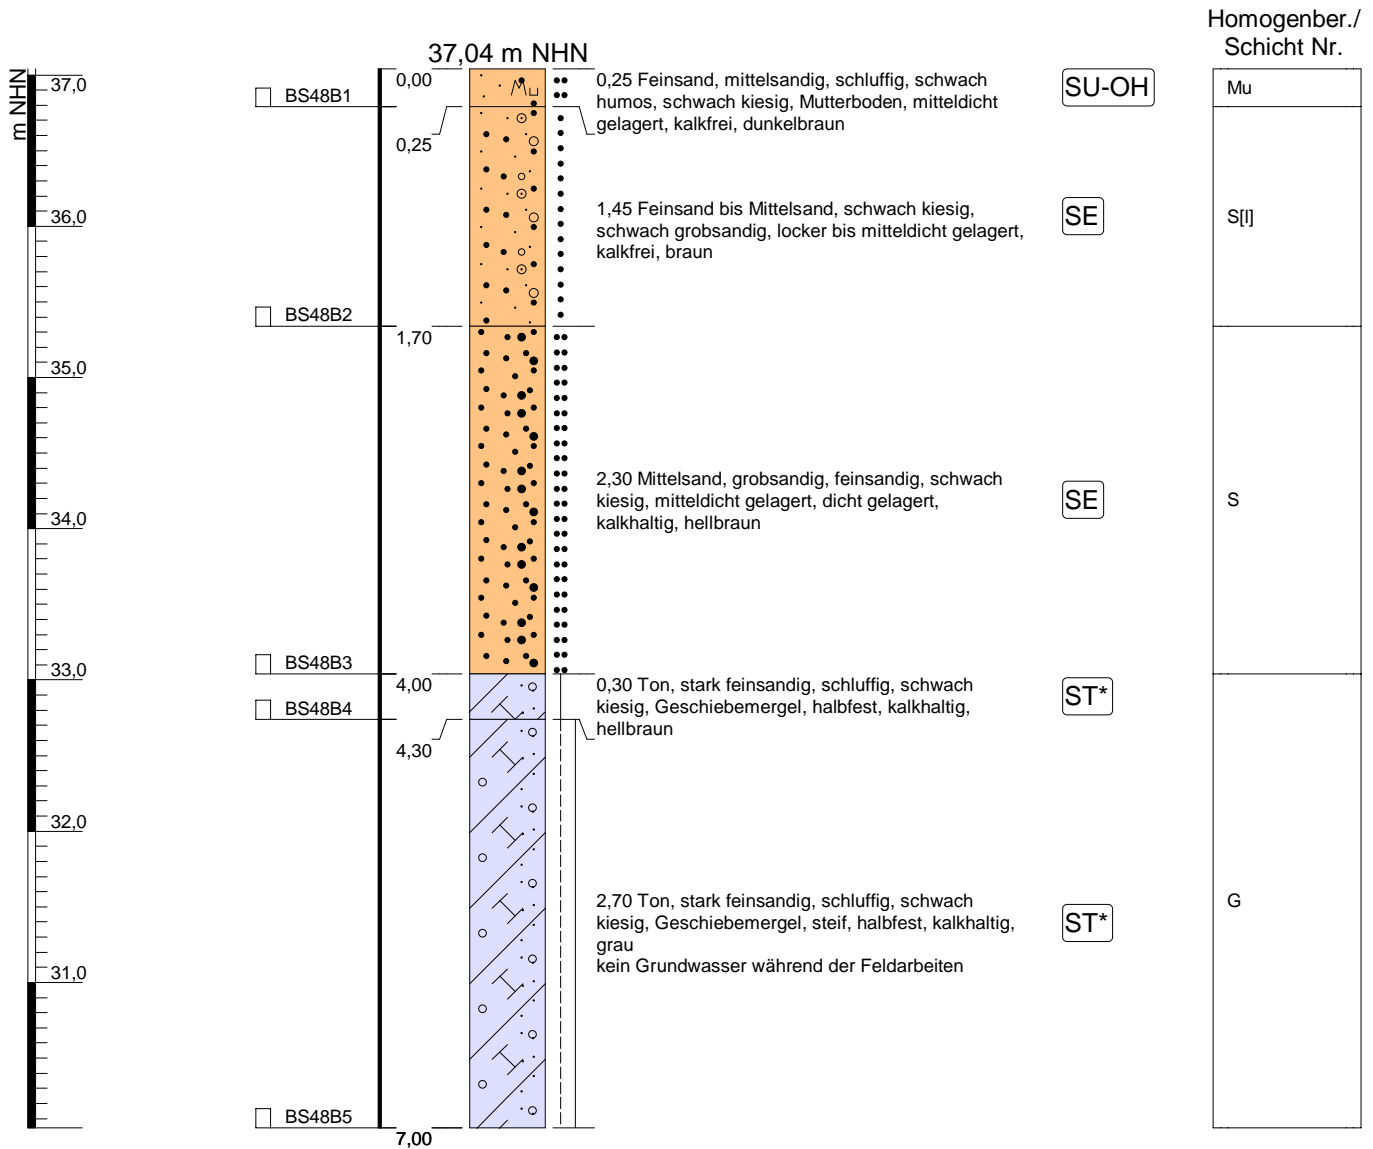 Homogenber./
Schicht Nr.
37,04 m NHN
m NHN
37,0
36,0
35,0
34,0
33,0
32,0
31,0
BS48B1
BS48B2
BS48B3
BS48B4
BS48B5
0,00
0,25
1,70
4,00
4,30
7,00
Mu
0,25 Feinsand, mittelsandig, schluffig, schwach
humos, schwach kiesig, Mutterboden, mitteldicht
gelagert, kalkfrei, dunkelbraun
SU-OH
Mu
1,45 Feinsand bis Mittelsand, schwach kiesig,
schwach grobsandig, locker bis mitteldicht gelagert,
kalkfrei, braun
SE
S[l]
2,30 Mittelsand, grobsandig, feinsandig, schwach
kiesig, mitteldicht gelagert, dicht gelagert,
kalkhaltig, hellbraun
SE
S
0,30 Ton, stark feinsandig, schluffig, schwach
kiesig, Geschiebemergel, halbfest, kalkhaltig,
hellbraun
ST*
2,70 Ton, stark feinsandig, schluffig, schwach
kiesig, Geschiebemergel, steif, halbfest, kalkhaltig,
grau
kein Grundwasser während der Feldarbeiten
ST*
G